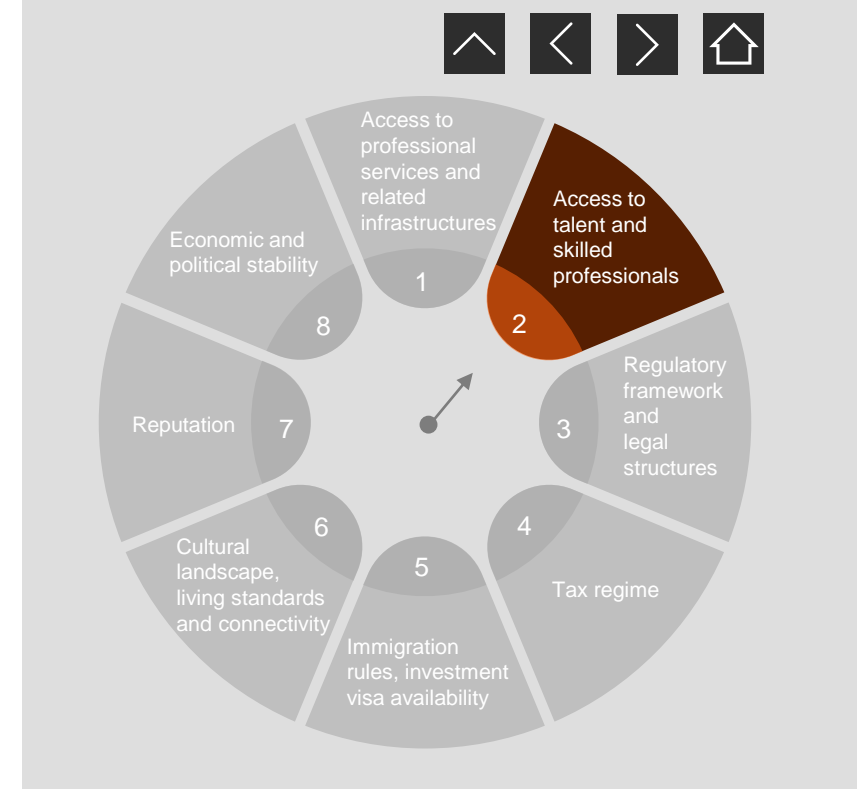 Access to
professional
services and
related
infrastructures
1
Access to
talent and
skilled
professionals
2
Regulatory
framework
and
legal
structures
3
Tax regime
4
Immigration
rules, investment
visa availability
5
Cultural
landscape,
living standards
and connectivity
6
Reputation
7
Economic and
political stability
8